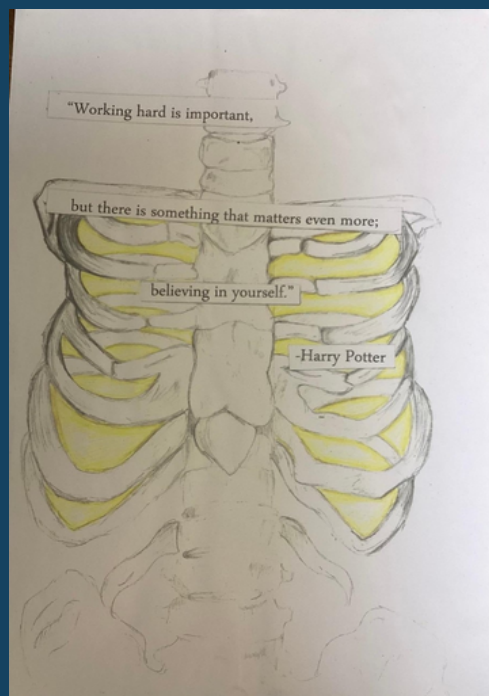 “Working hard is important,
but there is something that matters even more;
believing in yourself.”
-Harry Potter